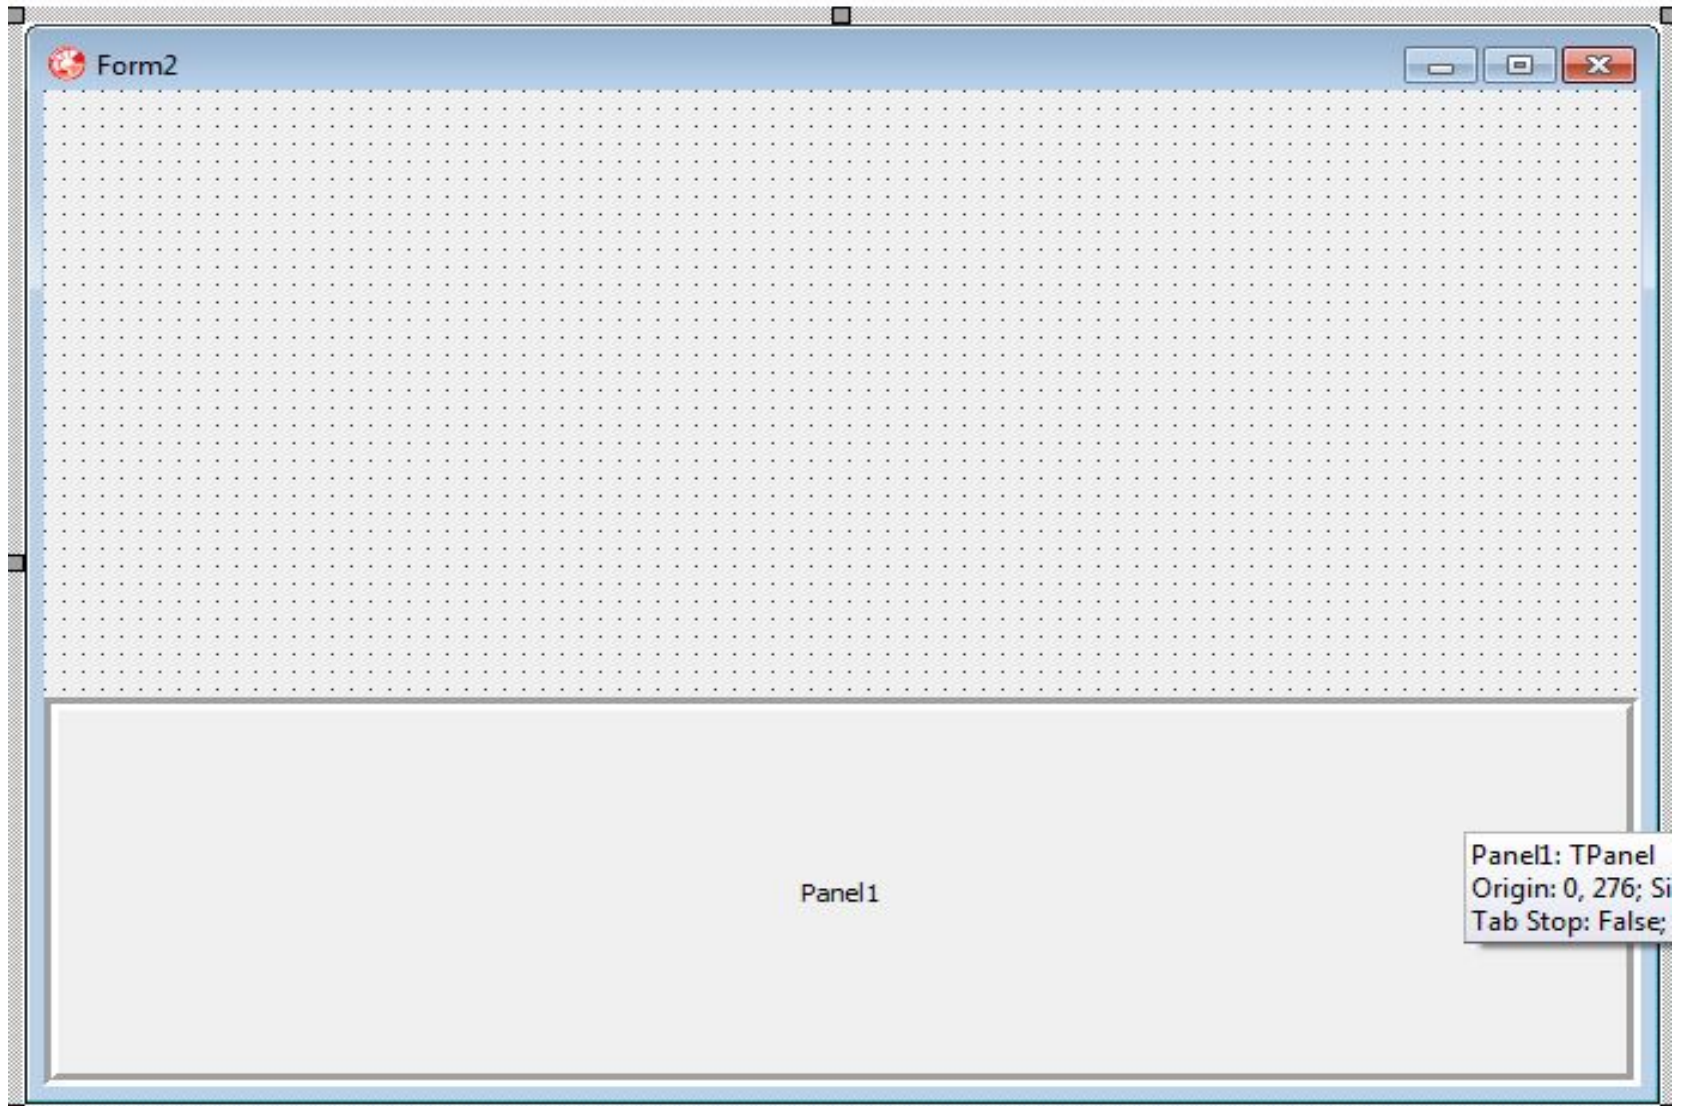 Form2
Panel1
Panel1: TPanel
Origin: 0, 276; Si
Tab Stop: False;